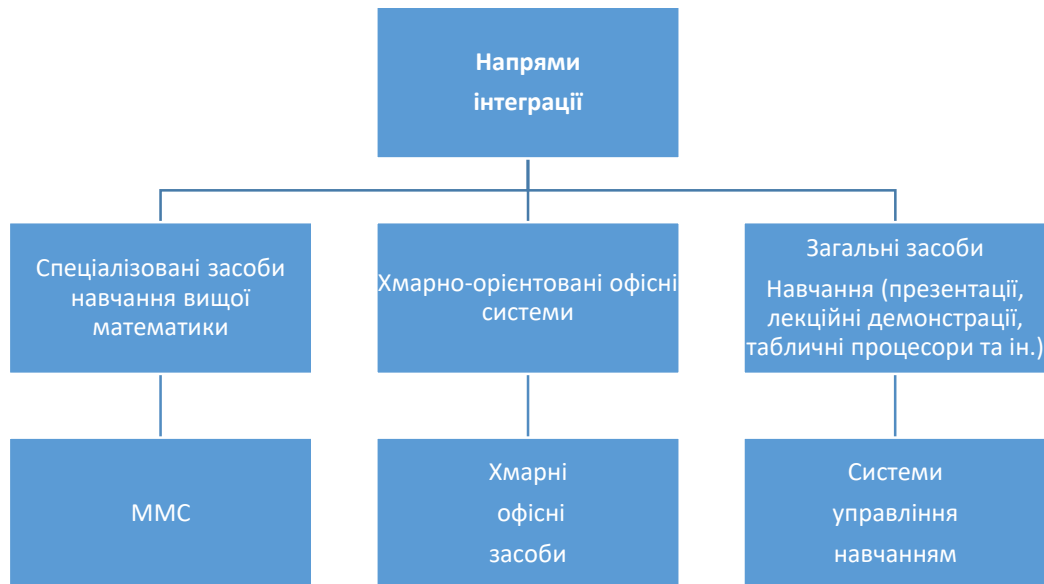 Напрями
інтеграції
Спеціалізовані засоби
навчання вищої
математики
Хмарно-орієнтовані офісні
системи
Загальні засоби
Навчання (презентації,
лекційні демонстрації,
табличні процесори та ін.)
ММС
Хмарні
офісні
засоби
Системи
управління
навчанням